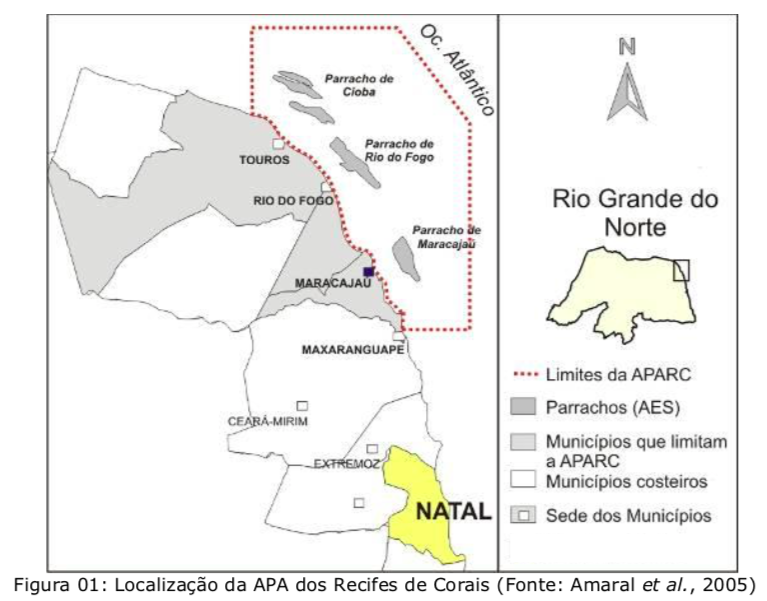 Oc. Atlântico
Parracho de
Cioba
Parracho de
Rio do Fogo
TOUROS
RIO DO FOGO
Parracho de
Maracajaú
MARACAJAÚ
MAXARANGUAPE
CEARÁ-MIRIM
EXTREMOZ
NATAL
N
Rio Grande do
Norte
Limites da APARC
Parrachos (AES)
Municípios que limitam
a APARC
Municípios costeiros
Sede dos Municípios
Figura 01: Localização da APA dos Recifes de Corais (Fonte: Amaral et al., 2005)